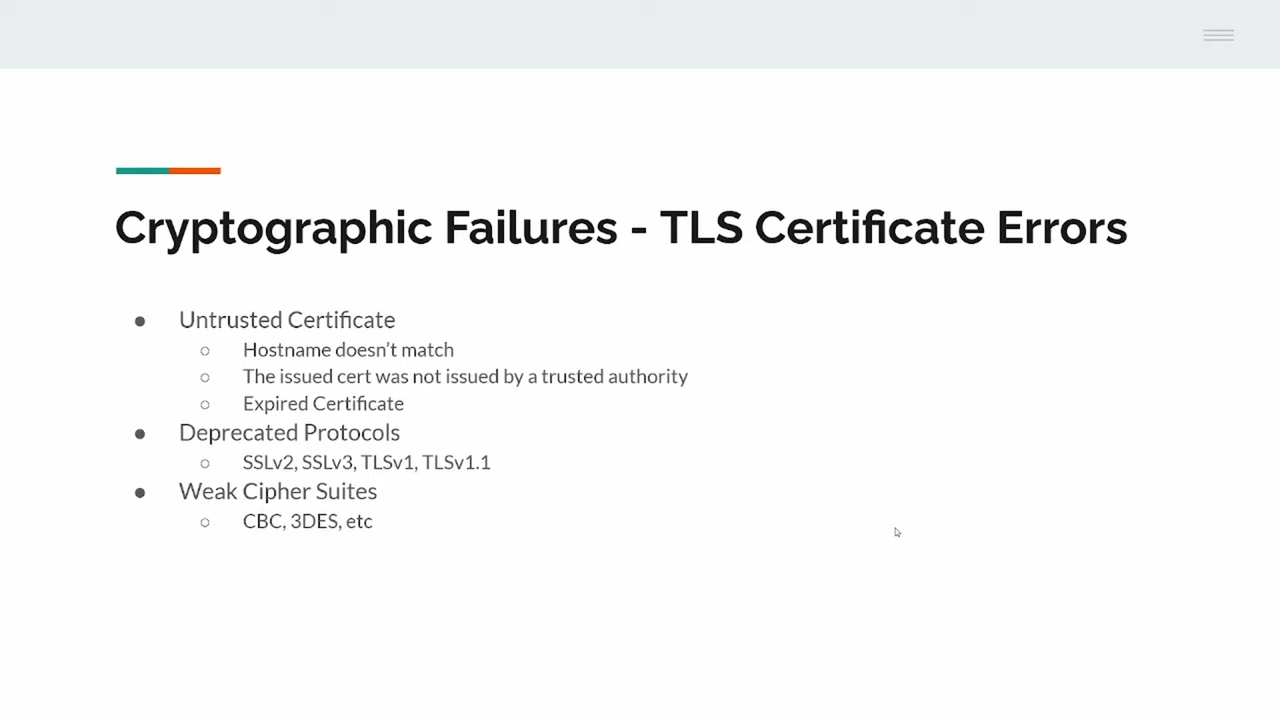 Cryptographic Failures - TLS Certificate Errors
● Untrusted Certificate
○ Hostname doesn't match
○ The issued cert was not issued by a trusted authority
○ Expired Certificate
● Deprecated Protocols
○ SSLv2, SSLv3, TLSv1, TLSv1.1
● Weak Cipher Suites
○ CBC, 3DES, etc